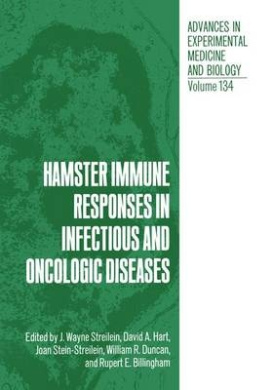 ADVANCES IN
EXPERIMENTAL
MEDICINE
AND BIOLOGY
Volume 134
HAMSTER IMMUNE
RESPONSES IN
INFECTIOUS AND
ONCOLOGIC DISEASES
Edited by J. Wayne Streilein, David A. Hart,
Joan Stein-Streilein, William R. Duncan,
and Rupert E. Billingham